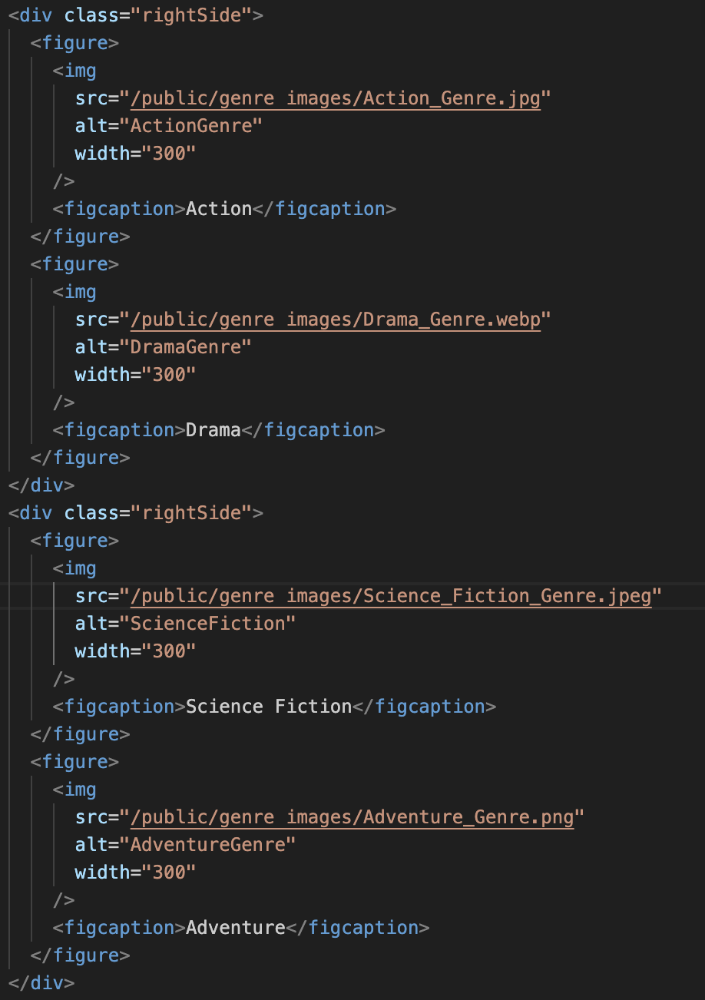 <div class="rightSide">
  <figure>
    <img
      src="/public/genre images/Action_Genre.jpg"
      alt="ActionGenre"
      width="300"
    />
    <figcaption>Action</figcaption>
  </figure>
  <figure>
    <img
      src="/public/genre images/Drama_Genre.webp"
      alt="DramaGenre"
      width="300"
    />
    <figcaption>Drama</figcaption>
  </figure>
</div>
<div class="rightSide">
  <figure>
    <img
      src="/public/genre images/Science_Fiction_Genre.jpeg"
      alt="ScienceFiction"
      width="300"
    />
    <figcaption>Science Fiction</figcaption>
  </figure>
  <figure>
    <img
      src="/public/genre images/Adventure_Genre.png"
      alt="AdventureGenre"
      width="300"
    />
    <figcaption>Adventure</figcaption>
  </figure>
</div>